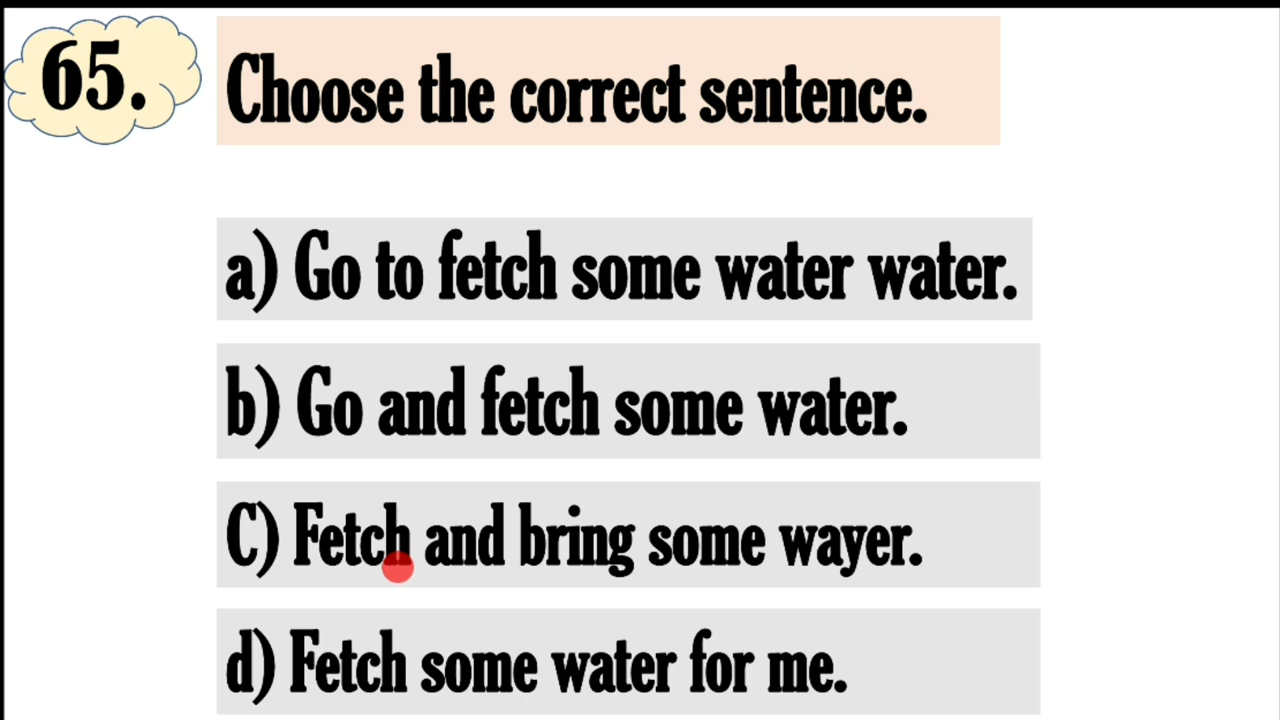 65.
Choose the correct sentence.
a) Go to fetch some water water.
b) Go and fetch some water.
C) Fetch and bring some wayer.
d) Fetch some water for me.